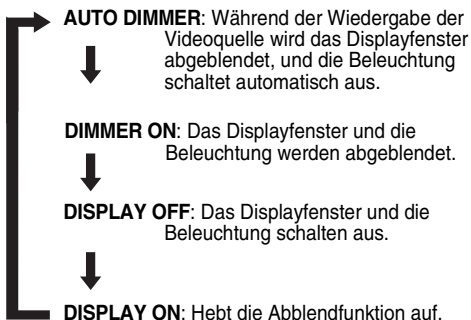 AUTO DIMMER: Während der Wiedergabe der
Videoquelle wird das Displayfenster
abgeblendet, und die Beleuchtung
schaltet automatisch aus.
DIMMER ON: Das Displayfenster und die
Beleuchtung werden abgeblendet.
DISPLAY OFF: Das Displayfenster und die
Beleuchtung schalten aus.
DISPLAY ON: Hebt die Abblendfunktion auf.